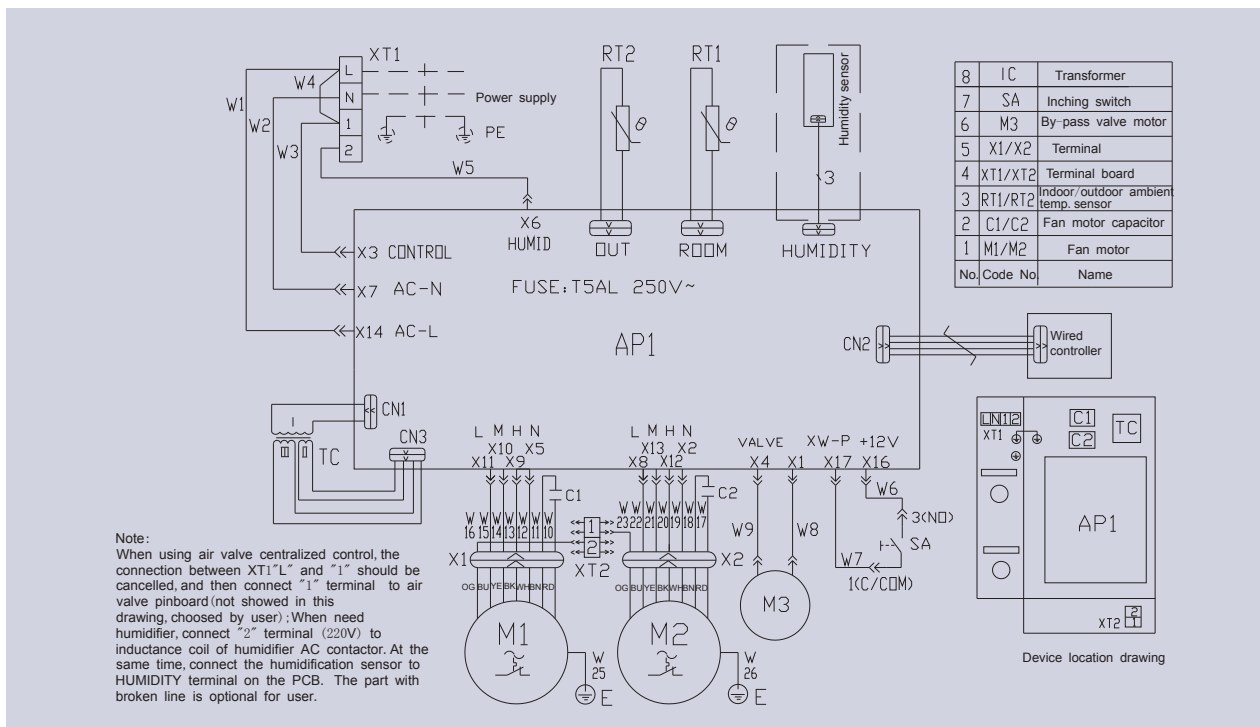 XT1
RT2
RT1
L
N
1
2
W4
W1
W2
W3
Power supply
PE
W5
θ
θ
Humidity sensor
3
X6
HUMID
OUT
ROOM
HUMIDITY
X3 CONTROL
X7 AC-N
X14 AC-L
FUSE:T5AL 250V~
AP1
8 IC Transformer
7 SA Inching switch
6 M3 By-pass valve motor
5 X1/X2 Terminal
4 XT1/XT2 Terminal board
3 RT1/RT2 Indoor/outdoor ambient
temp. sensor
2 C1/C2 Fan motor capacitor
1 M1/M2 Fan motor
No. Code No. Name
CN2
Wired
controller
CN1
CN3
I
III
II
TC
L M H N
X10 X5
X11 X9
L M H N
X13 X2
X8 X12
VALVE
X4 X1
XW-P +12V
X17 X16
C1
C2
W W
16 15 14 13 12 11 10
W W
23 22 21 20 19 18 17
1
2
XT2
X1
X2
OG BU YE BK WH BN RD
OG BU YE BK WH BN RD
M1
M2
M3
W
25
E
W
26
E
W9
W8
W6
3(NO)
SA
W7
1(C/COM)
LN12
XT1
C1
C2
TC
AP1
XT2
2
1
Device location drawing
Note:
When using air valve centralized control, the
connection between XT1"L" and "1" should be
cancelled, and then connect "1" terminal to air
valve pinboard (not showed in this
drawing, choosed by user); When need
humidifier, connect "2" terminal (220V) to
inductance coil of humidifier AC contactor. At the
same time, connect the humidification sensor to
HUMIDITY terminal on the PCB. The part with
broken line is optional for user.